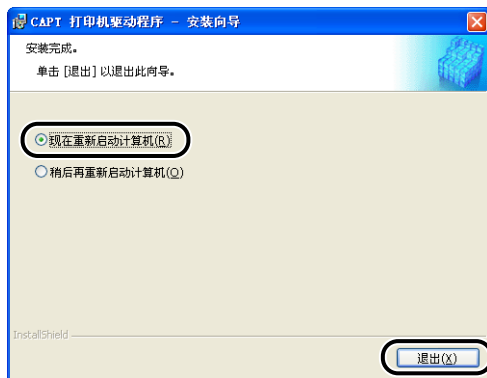 CAPT 打印机驱动程序 - 安装向导
安装完成。
单击 [退出] 以退出此向导。
现在重新启动计算机(R)
稍后再重新启动计算机(O)
InstallShield
退出(X)